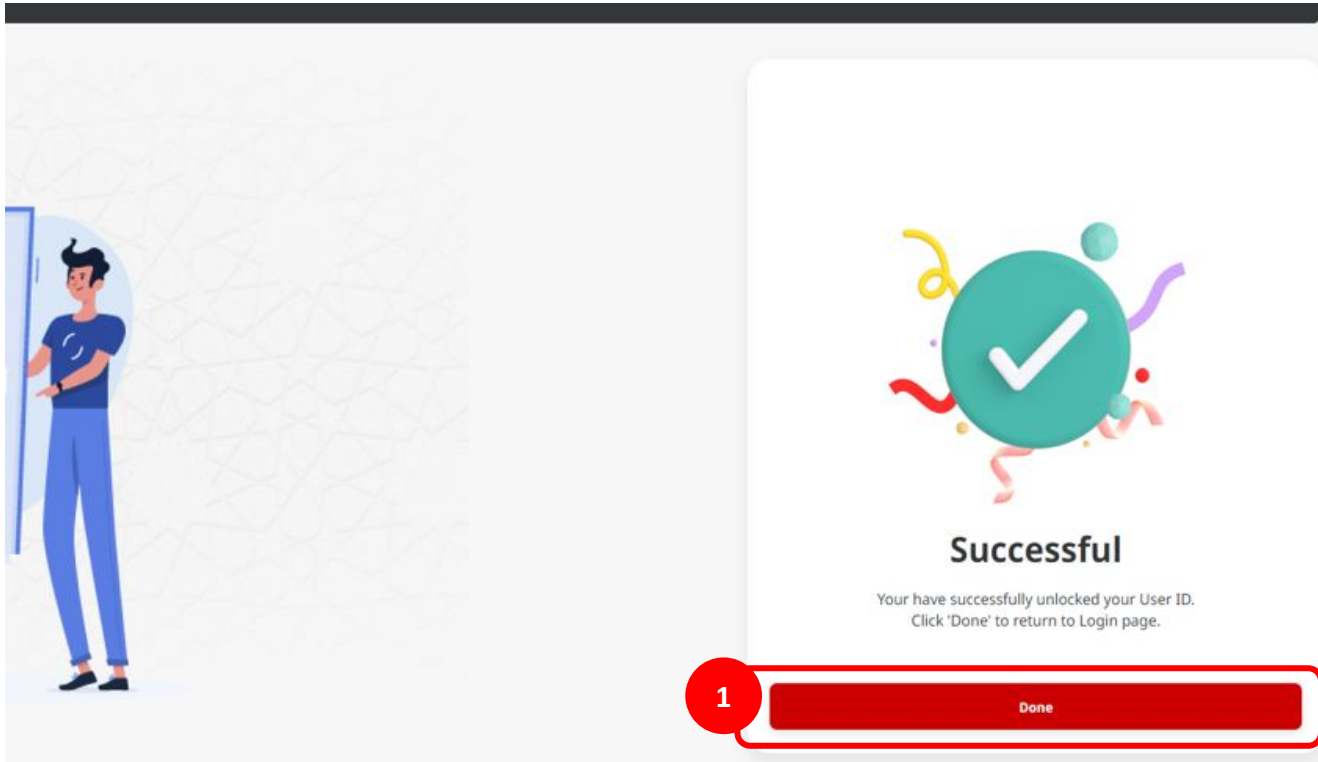 Successful
Your have successfully unlocked your User ID.
Click 'Done' to return to Login page.
1
Done